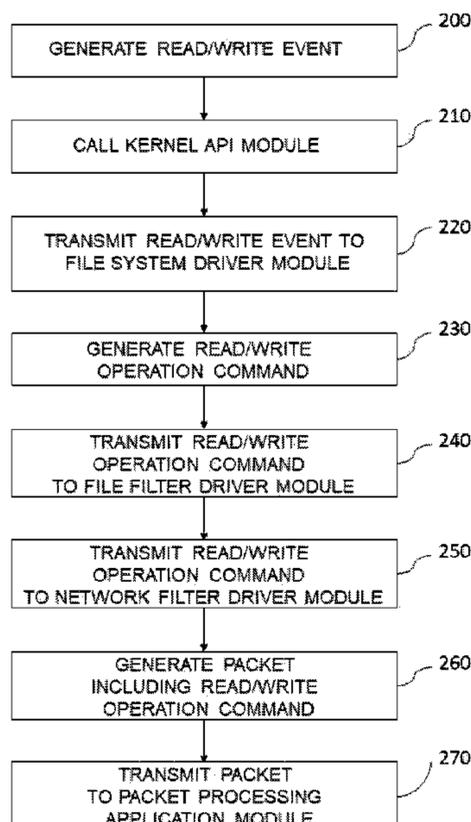 200
GENERATE READ/WRITE EVENT
210
CALL KERNEL API MODULE
220
TRANSMIT READ/WRITE EVENT TO
FILE SYSTEM DRIVER MODULE
230
GENERATE READ/WRITE
OPERATION COMMAND
240
TRANSMIT READ/WRITE
OPERATION COMMAND
TO FILE FILTER DRIVER MODULE
250
TRANSMIT READ/WRITE
OPERATION COMMAND
TO NETWORK FILTER DRIVER MODULE
260
GENERATE PACKET
INCLUDING READ/WRITE
OPERATION COMMAND
270
TRANSMIT PACKET
TO PACKET PROCESSING
APPLICATION MODULE